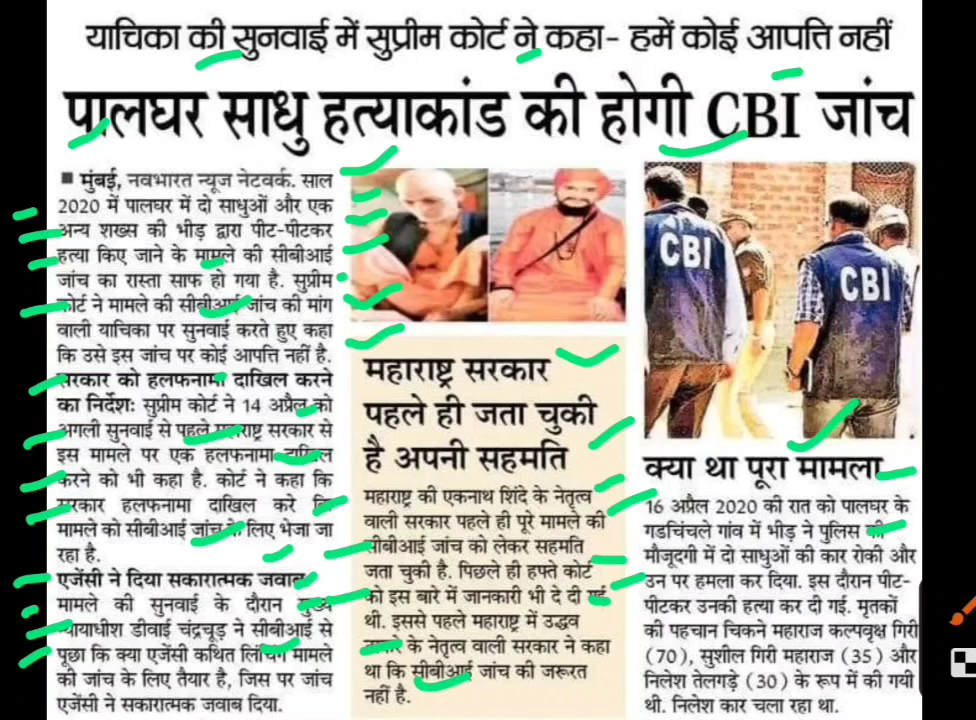 याचिका की सुनवाई में सुप्रीम कोर्ट ने कहा- हमें कोई आपत्ति नहीं
पालघर साधु हत्याकांड की होगी CBI जांच
■ मुंबई, नवभारत न्यूज नेटवर्क. साल
2020 में पालघर में दो साधुओं और एक
अन्य शख्स की भीड़ द्वारा पीट-पीटकर
हत्या किए जाने के मामले की सीबीआई
जांच का रास्ता साफ हो गया है. सुप्रीम
कोर्ट ने मामले की सीबीआई जांच की मांग
वाली याचिका पर सुनवाई करते हुए कहा
कि उसे इस जांच पर कोई आपत्ति नहीं है.
सरकार को हलफनामा दाखिल करने
का निर्देश: सुप्रीम कोर्ट ने 14 अप्रैल को
अगली सुनवाई से पहले महाराष्ट्र सरकार से
इस मामले पर एक हलफनामा दाखिल
करने को भी कहा है. कोर्ट ने कहा कि
सरकार हलफनामा दाखिल करे कि
मामले को सीबीआई जांच के लिए भेजा जा
रहा है.
एजेंसी ने दिया सकारात्मक जवाब
मामले की सुनवाई के दौरान मुख्य
न्यायाधीश डीवाई चंद्रचूड़ ने सीबीआई से
पूछा कि क्या एजेंसी कथित लिंचिंग मामले
की जांच के लिए तैयार है, जिस पर जांच
एजेंसी ने सकारात्मक जवाब दिया.
महाराष्ट्र सरकार
पहले ही जता चुकी
है अपनी सहमति
महाराष्ट्र की एकनाथ शिंदे के नेतृत्व
वाली सरकार पहले ही पूरे मामले की
सीबीआई जांच को लेकर सहमति
जता चुकी है. पिछले ही हफ्ते कोर्ट
को इस बारे में जानकारी भी दे दी गई
थी. इससे पहले महाराष्ट्र में उद्धव
ठाकरे के नेतृत्व वाली सरकार ने कहा
था कि सीबीआई जांच की जरूरत
नहीं है.
CBI
CBI
क्या था पूरा मामला
16 अप्रैल 2020 की रात को पालघर के
गडचिंचले गांव में भीड़ ने पुलिस की
मौजूदगी में दो साधुओं की कार रोकी और
उन पर हमला कर दिया. इस दौरान पीट-
पीटकर उनकी हत्या कर दी गई. मृतकों
की पहचान चिकने महाराज कल्पवृक्ष गिरी
(70), सुशील गिरी महाराज (35) और
निलेश तेलगड़े (30) के रूप में की गयी
थी. निलेश कार चला रहा था.